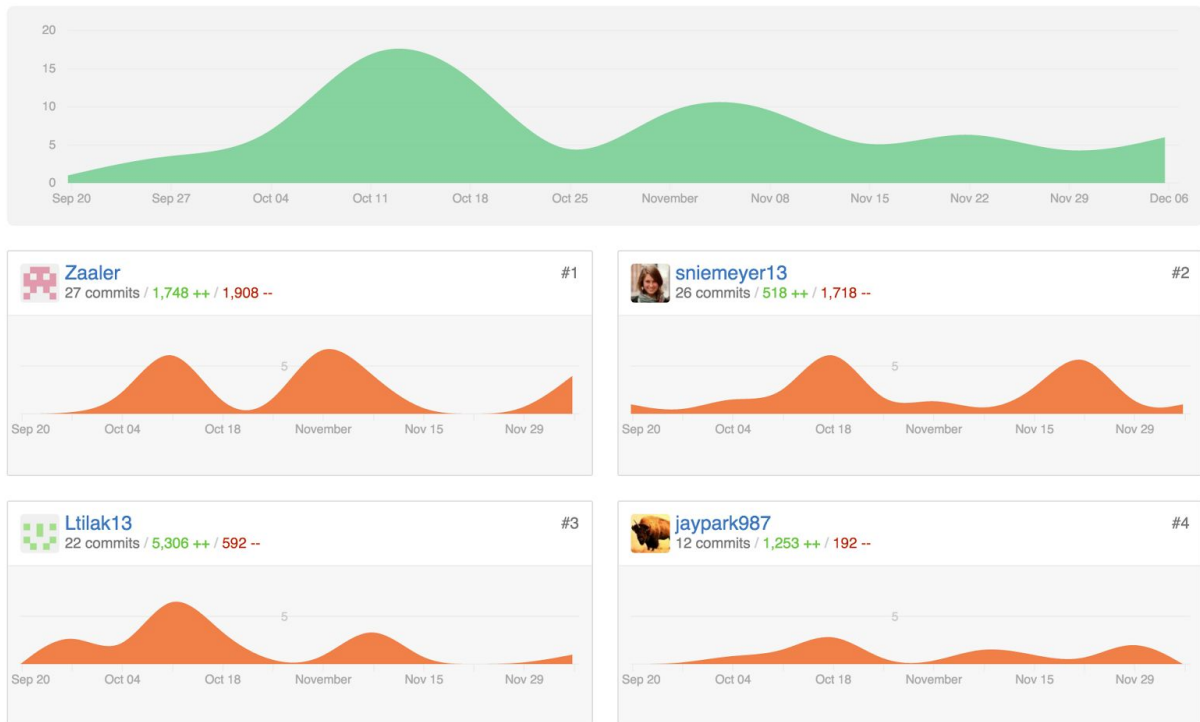 20
15
10
5
0
Sep 20 Sep 27 Oct 04 Oct 11 Oct 18 Oct 25 November Nov 08 Nov 15 Nov 22 Nov 29 Dec 06
Zaaler #1
27 commits / 1,748 ++ / 1,908 --
5
Sep 20 Oct 04 Oct 18 November Nov 15 Nov 29
sniemeyer13 #2
26 commits / 518 ++ / 1,718 --
5
Sep 20 Oct 04 Oct 18 November Nov 15 Nov 29
Ltilak13 #3
22 commits / 5,306 ++ / 592 --
5
Sep 20 Oct 04 Oct 18 November Nov 15 Nov 29
jaypark987 #4
12 commits / 1,253 ++ / 192 --
5
Sep 20 Oct 04 Oct 18 November Nov 15 Nov 29